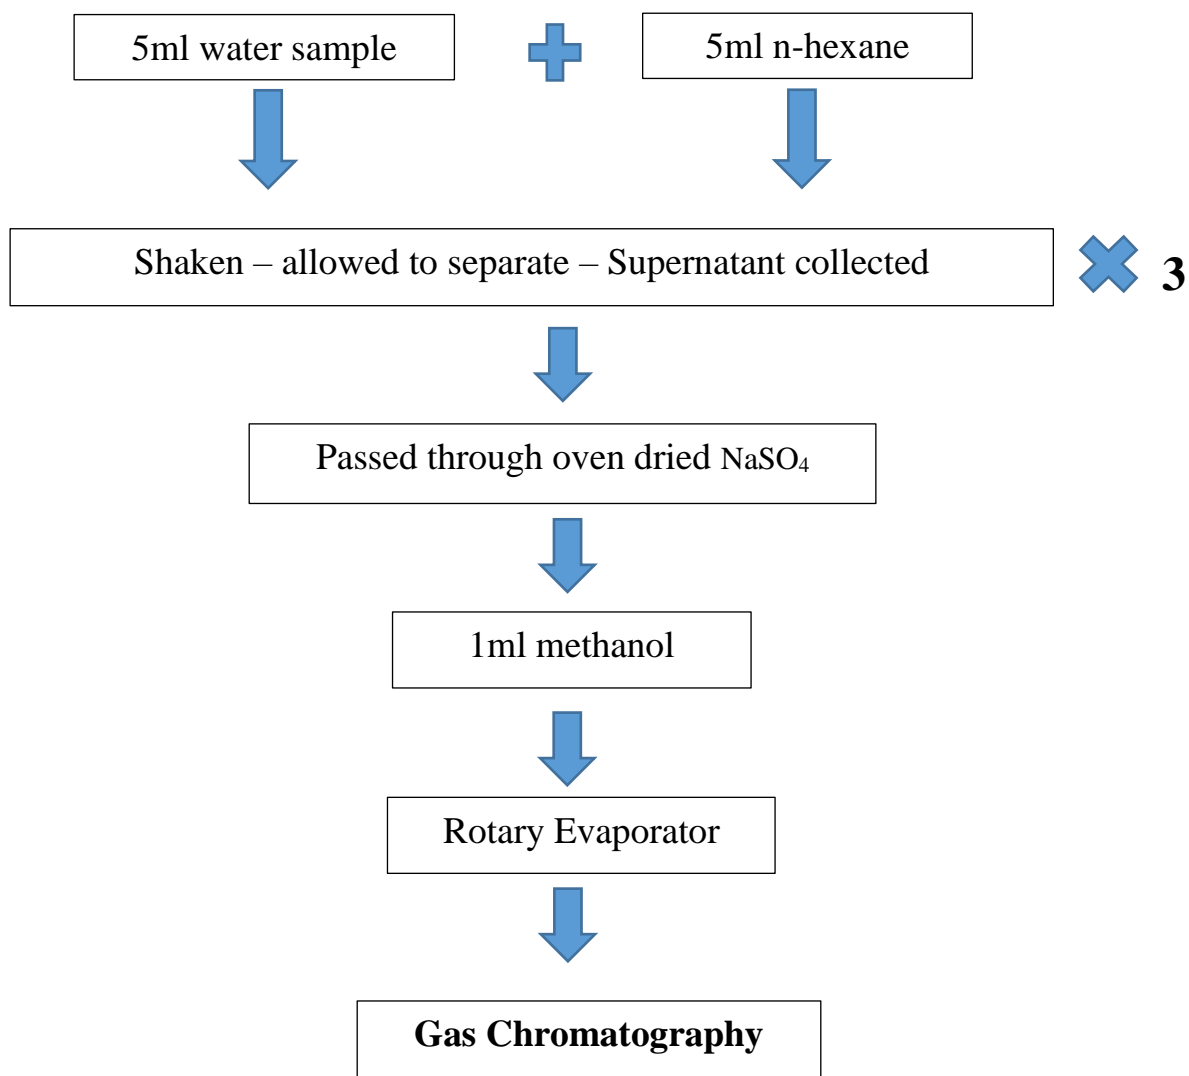 5ml water sample
5ml n-hexane
Shaken – allowed to separate – Supernatant collected
3
Passed through oven dried NaSO₄
1ml methanol
Rotary Evaporator
Gas Chromatography